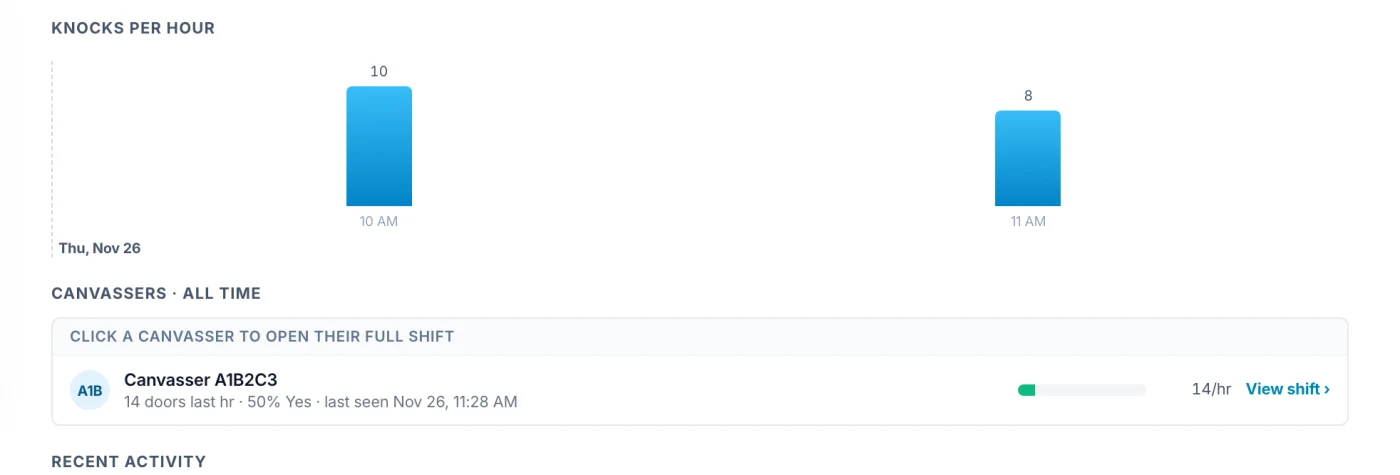 KNOCKS PER HOUR
10
8
10 AM
11 AM
Thu, Nov 26
CANVASSERS · ALL TIME
CLICK A CANVASSER TO OPEN THEIR FULL SHIFT
A1B
Canvasser A1B2C3
14 doors last hr · 50% Yes · last seen Nov 26, 11:28 AM
14/hr
View shift ›
RECENT ACTIVITY